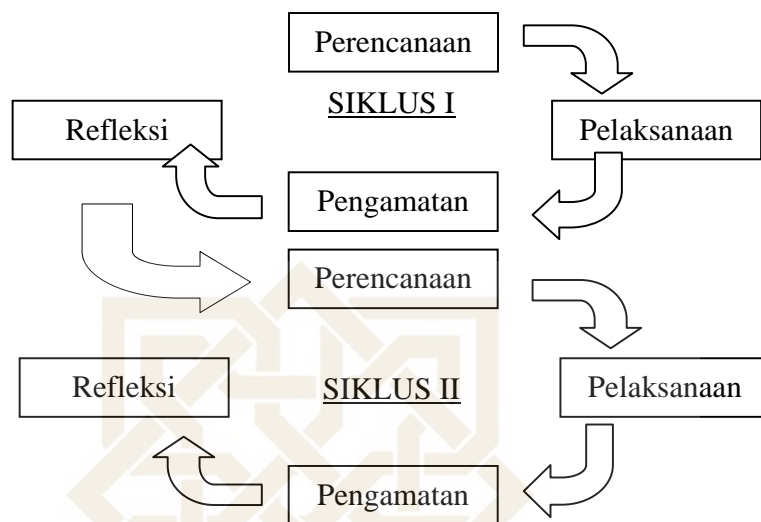 Perencanaan
SIKLUS I
Refleksi
Pelaksanaan
Pengamatan
Perencanaan
Refleksi
SIKLUS II
Pelaksanaan
Pengamatan